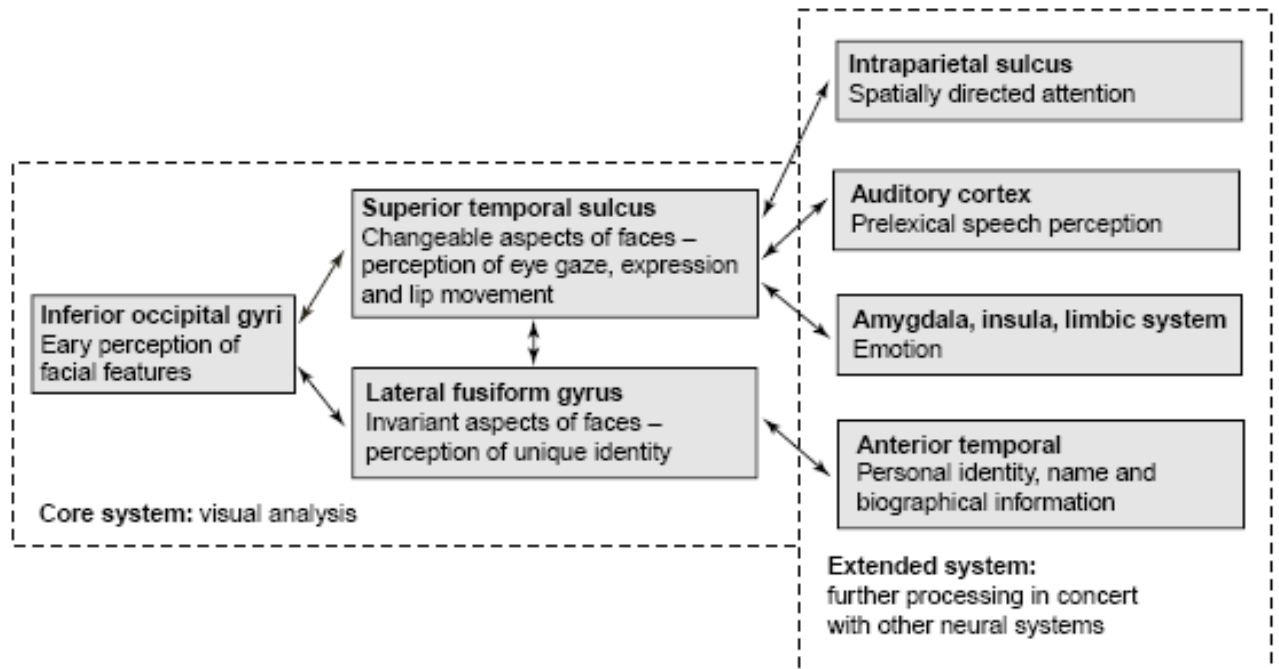 Inferior occipital gyri
Eary perception of
facial features
Superior temporal sulcus
Changeable aspects of faces –
perception of eye gaze, expression
and lip movement
Lateral fusiform gyrus
Invariant aspects of faces –
perception of unique identity
Core system: visual analysis
Intraparietal sulcus
Spatially directed attention
Auditory cortex
Prelexical speech perception
Amygdala, insula, limbic system
Emotion
Anterior temporal
Personal identity, name and
biographical information
Extended system:
further processing in concert
with other neural systems